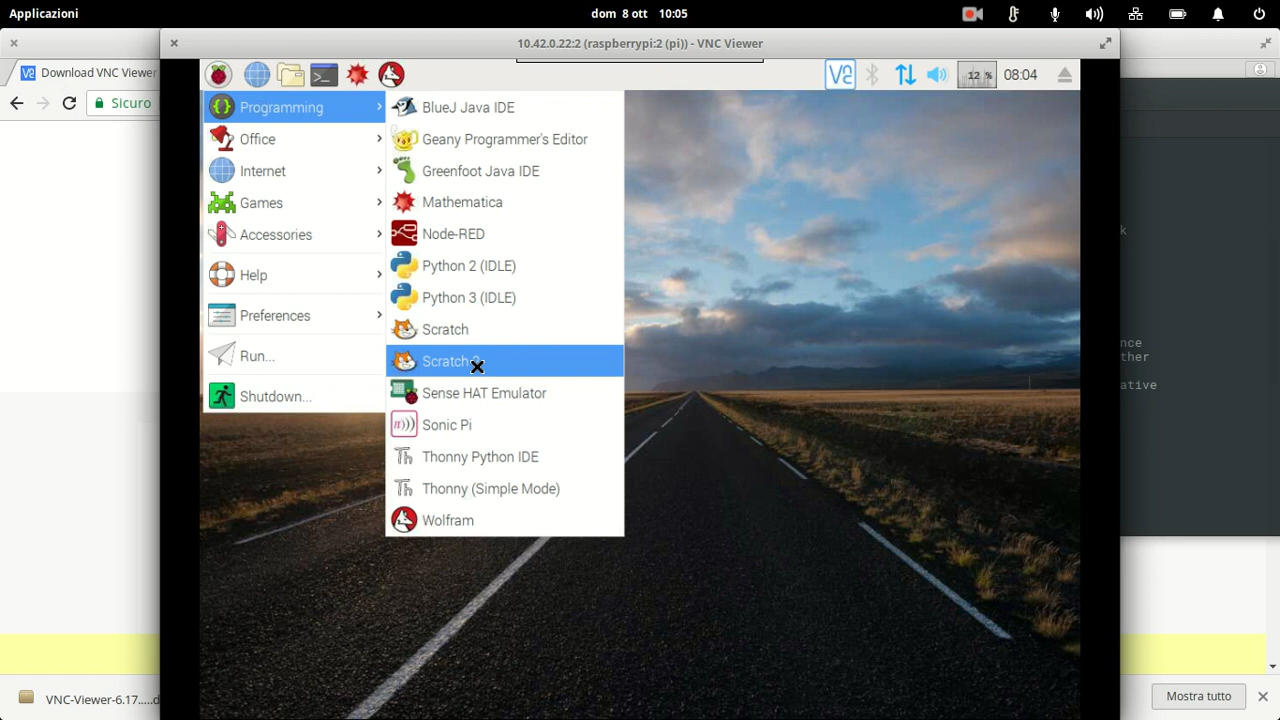 Applicazioni
dom 8 ott 10:05
10.42.0.22:2 (raspberrypi:2 (pi)) - VNC Viewer
Download VNC Viewer
Sicuro
12 %
08:04
Programming
Office
Internet
Games
Accessories
Help
Preferences
Run...
Shutdown...
BlueJ Java IDE
Geany Programmer's Editor
Greenfoot Java IDE
Mathematica
Node-RED
Python 2 (IDLE)
Python 3 (IDLE)
Scratch
Scratch 2
Sense HAT Emulator
Sonic Pi
Thonny Python IDE
Thonny (Simple Mode)
Wolfram
k
nce
ther
ative
VNC-Viewer-6.17.....d
Mostra tutto